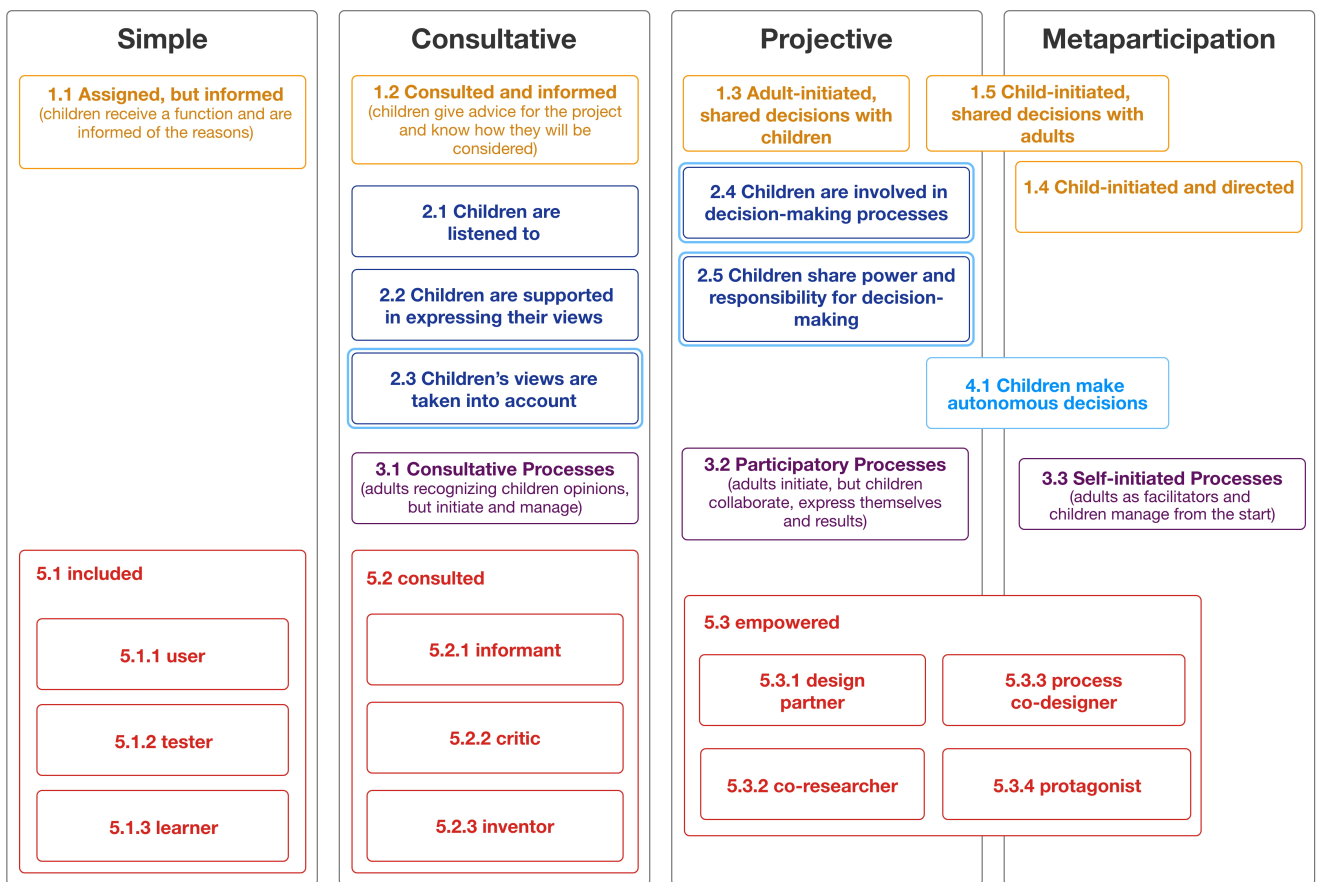 Simple
1.1 Assigned, but informed
(children receive a function and are
informed of the reasons)
5.1 included
5.1.1 user
5.1.2 tester
5.1.3 learner
Consultative
1.2 Consulted and informed
(children give advice for the project
and know how they will be
considered)
2.1 Children are
listened to
2.2 Children are supported
in expressing their views
2.3 Children’s views are
taken into account
3.1 Consultative Processes
(adults recognizing children opinions,
but initiate and manage)
5.2 consulted
5.2.1 informant
5.2.2 critic
5.2.3 inventor
Projective
1.3 Adult-initiated,
shared decisions with
children
2.4 Children are involved in
decision-making processes
2.5 Children share power and
responsibility for decision-
making
3.2 Participatory Processes
(adults initiate, but children
collaborate, express themselves
and results)
Metaparticipation
1.5 Child-initiated,
shared decisions with
adults
1.4 Child-initiated and directed
4.1 Children make
autonomous decisions
3.3 Self-initiated Processes
(adults as facilitators and
children manage from the start)
5.3 empowered
5.3.1 design
partner
5.3.3 process
co-designer
5.3.2 co-researcher
5.3.4 protagonist